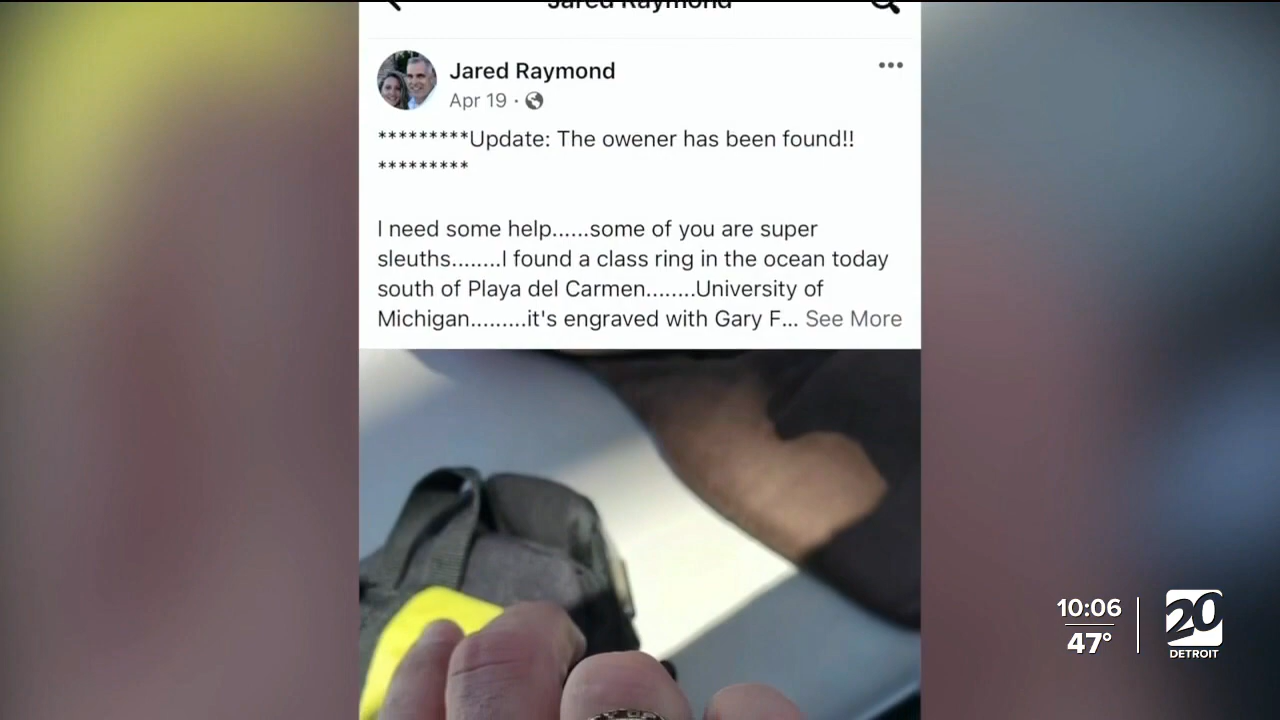 Jared Raymond
Jared Raymond
Apr 19 ·
*********Update: The owener has been found!!
*********
I need some help......some of you are super
sleuths........I found a class ring in the ocean today
south of Playa del Carmen........University of
Michigan.........it's engraved with Gary F... See More
10:06
47°
20
DETROIT